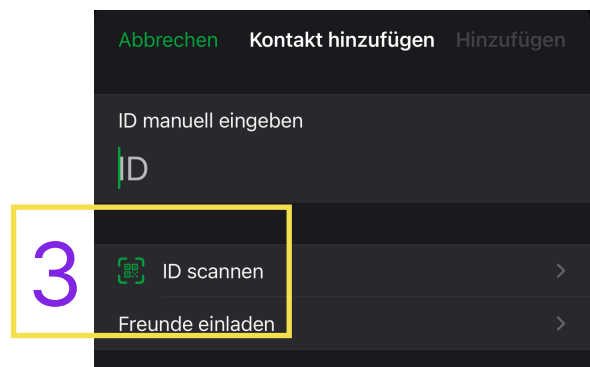 Abbrechen Kontakt hinzufügen Hinzufügen
ID manuell eingeben
ID
3
ID scannen
Freunde einladen